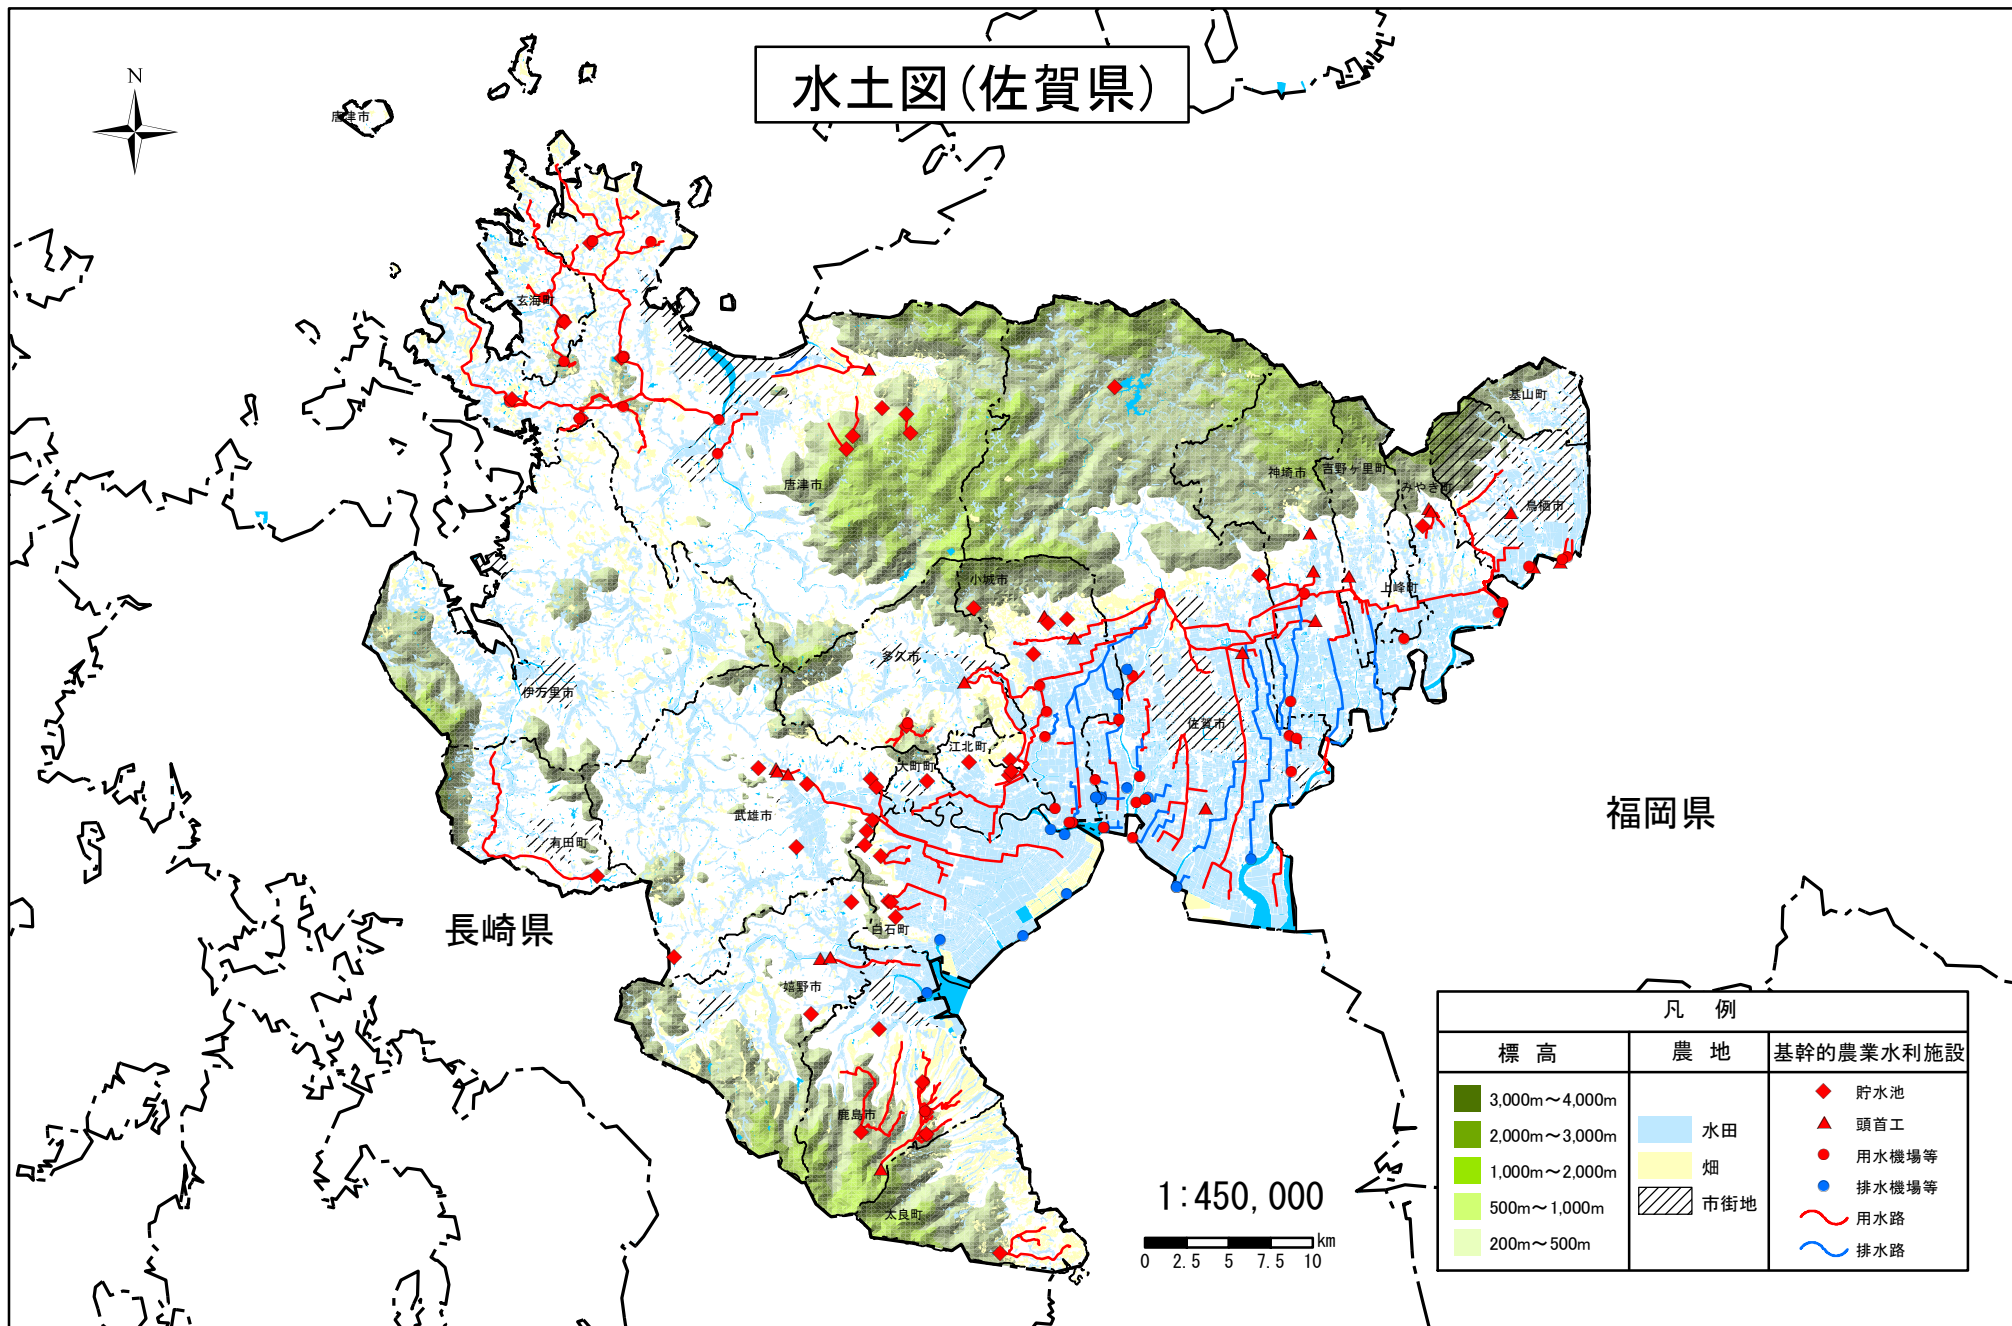 水土図(佐賀県)
N
唐津市
玄海町
基山町
唐津市
神埼市
吉野ヶ里町
みやき町
鳥栖市
小城市
上峰町
多久市
伊万里市
佐賀市
江北町
大町町
武雄市
有田町
福岡県
長崎県
白石町
嬉野市
鹿島市
太良町
1:450,000
km
0 2.5 5 7.5 10
凡 例
標 高
農 地
基幹的農業水利施設
3,000m～4,000m
2,000m～3,000m
1,000m～2,000m
500m～1,000m
200m～500m
水田
畑
市街地
貯水池
頭首工
用水機場等
排水機場等
用水路
排水路